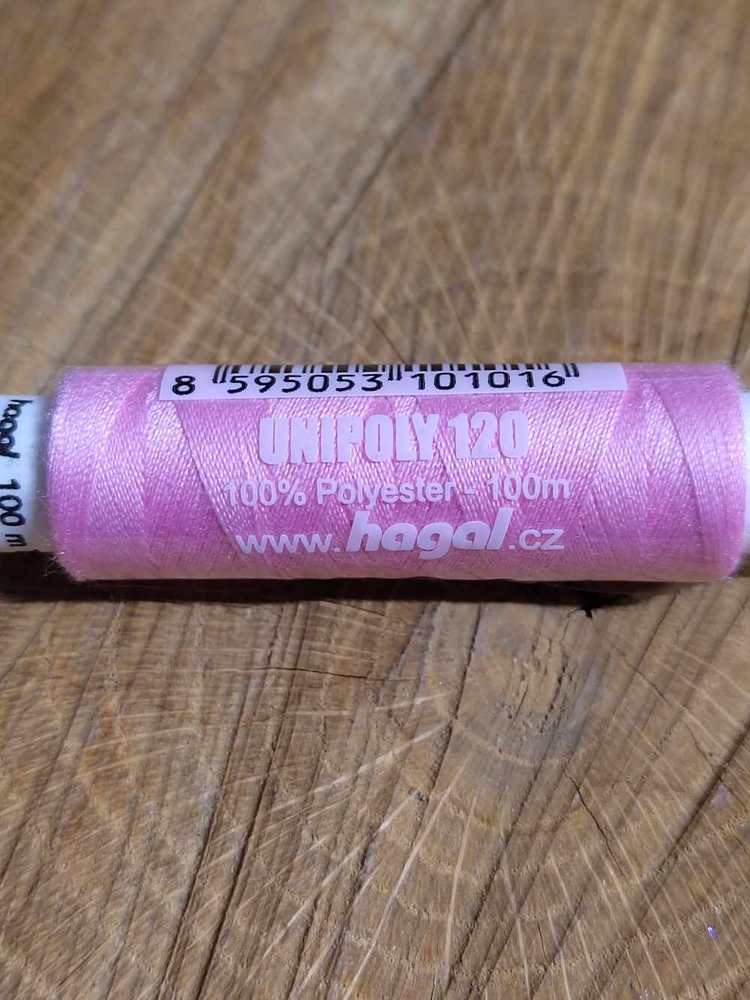 8 595053 101016
UNIPOLY 120
100% Polyester - 100m
www.hagal.cz
hagal 100 m